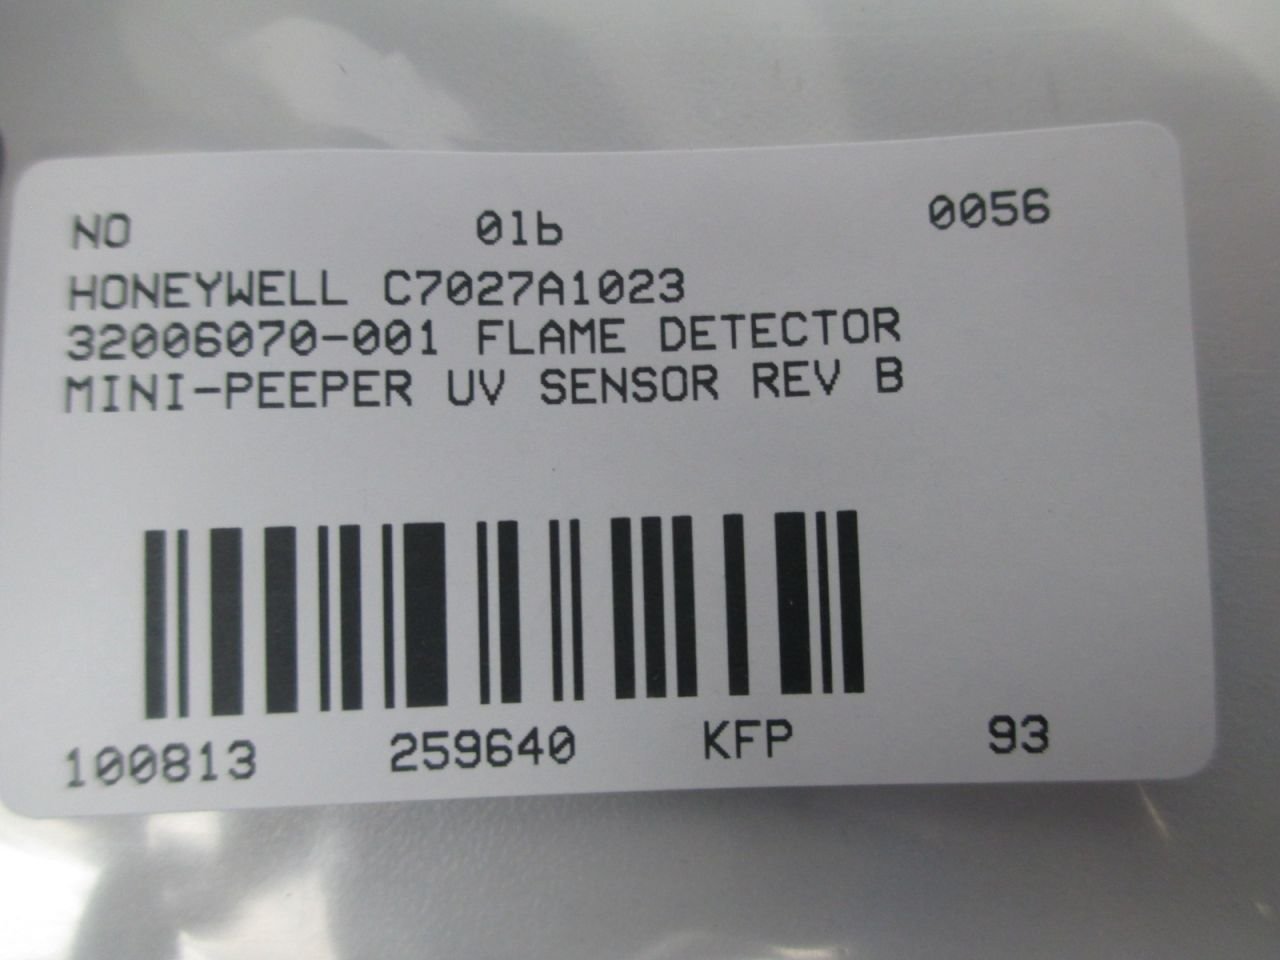 NO 01b 0056
HONEYWELL C7027A1023
32006070-001 FLAME DETECTOR
MINI-PEEPER UV SENSOR REV B
100813 259640 KFP 93